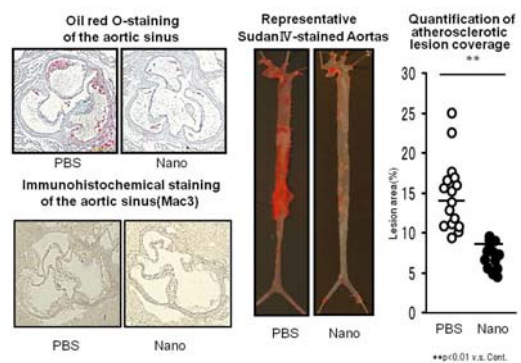 Oil red O-staining
of the aortic sinus
PBS
Nano
Immunohistochemical staining
of the aortic sinus(Mac3)
PBS
Nano
Representative
SudanⅣ-stained Aortas
PBS
Nano
Quantification of
atherosclerotic
lesion coverage
**
30
25
20
15
10
5
0
Lesion area(%)
PBS
Nano
**p<0.01 v.s. Cont.